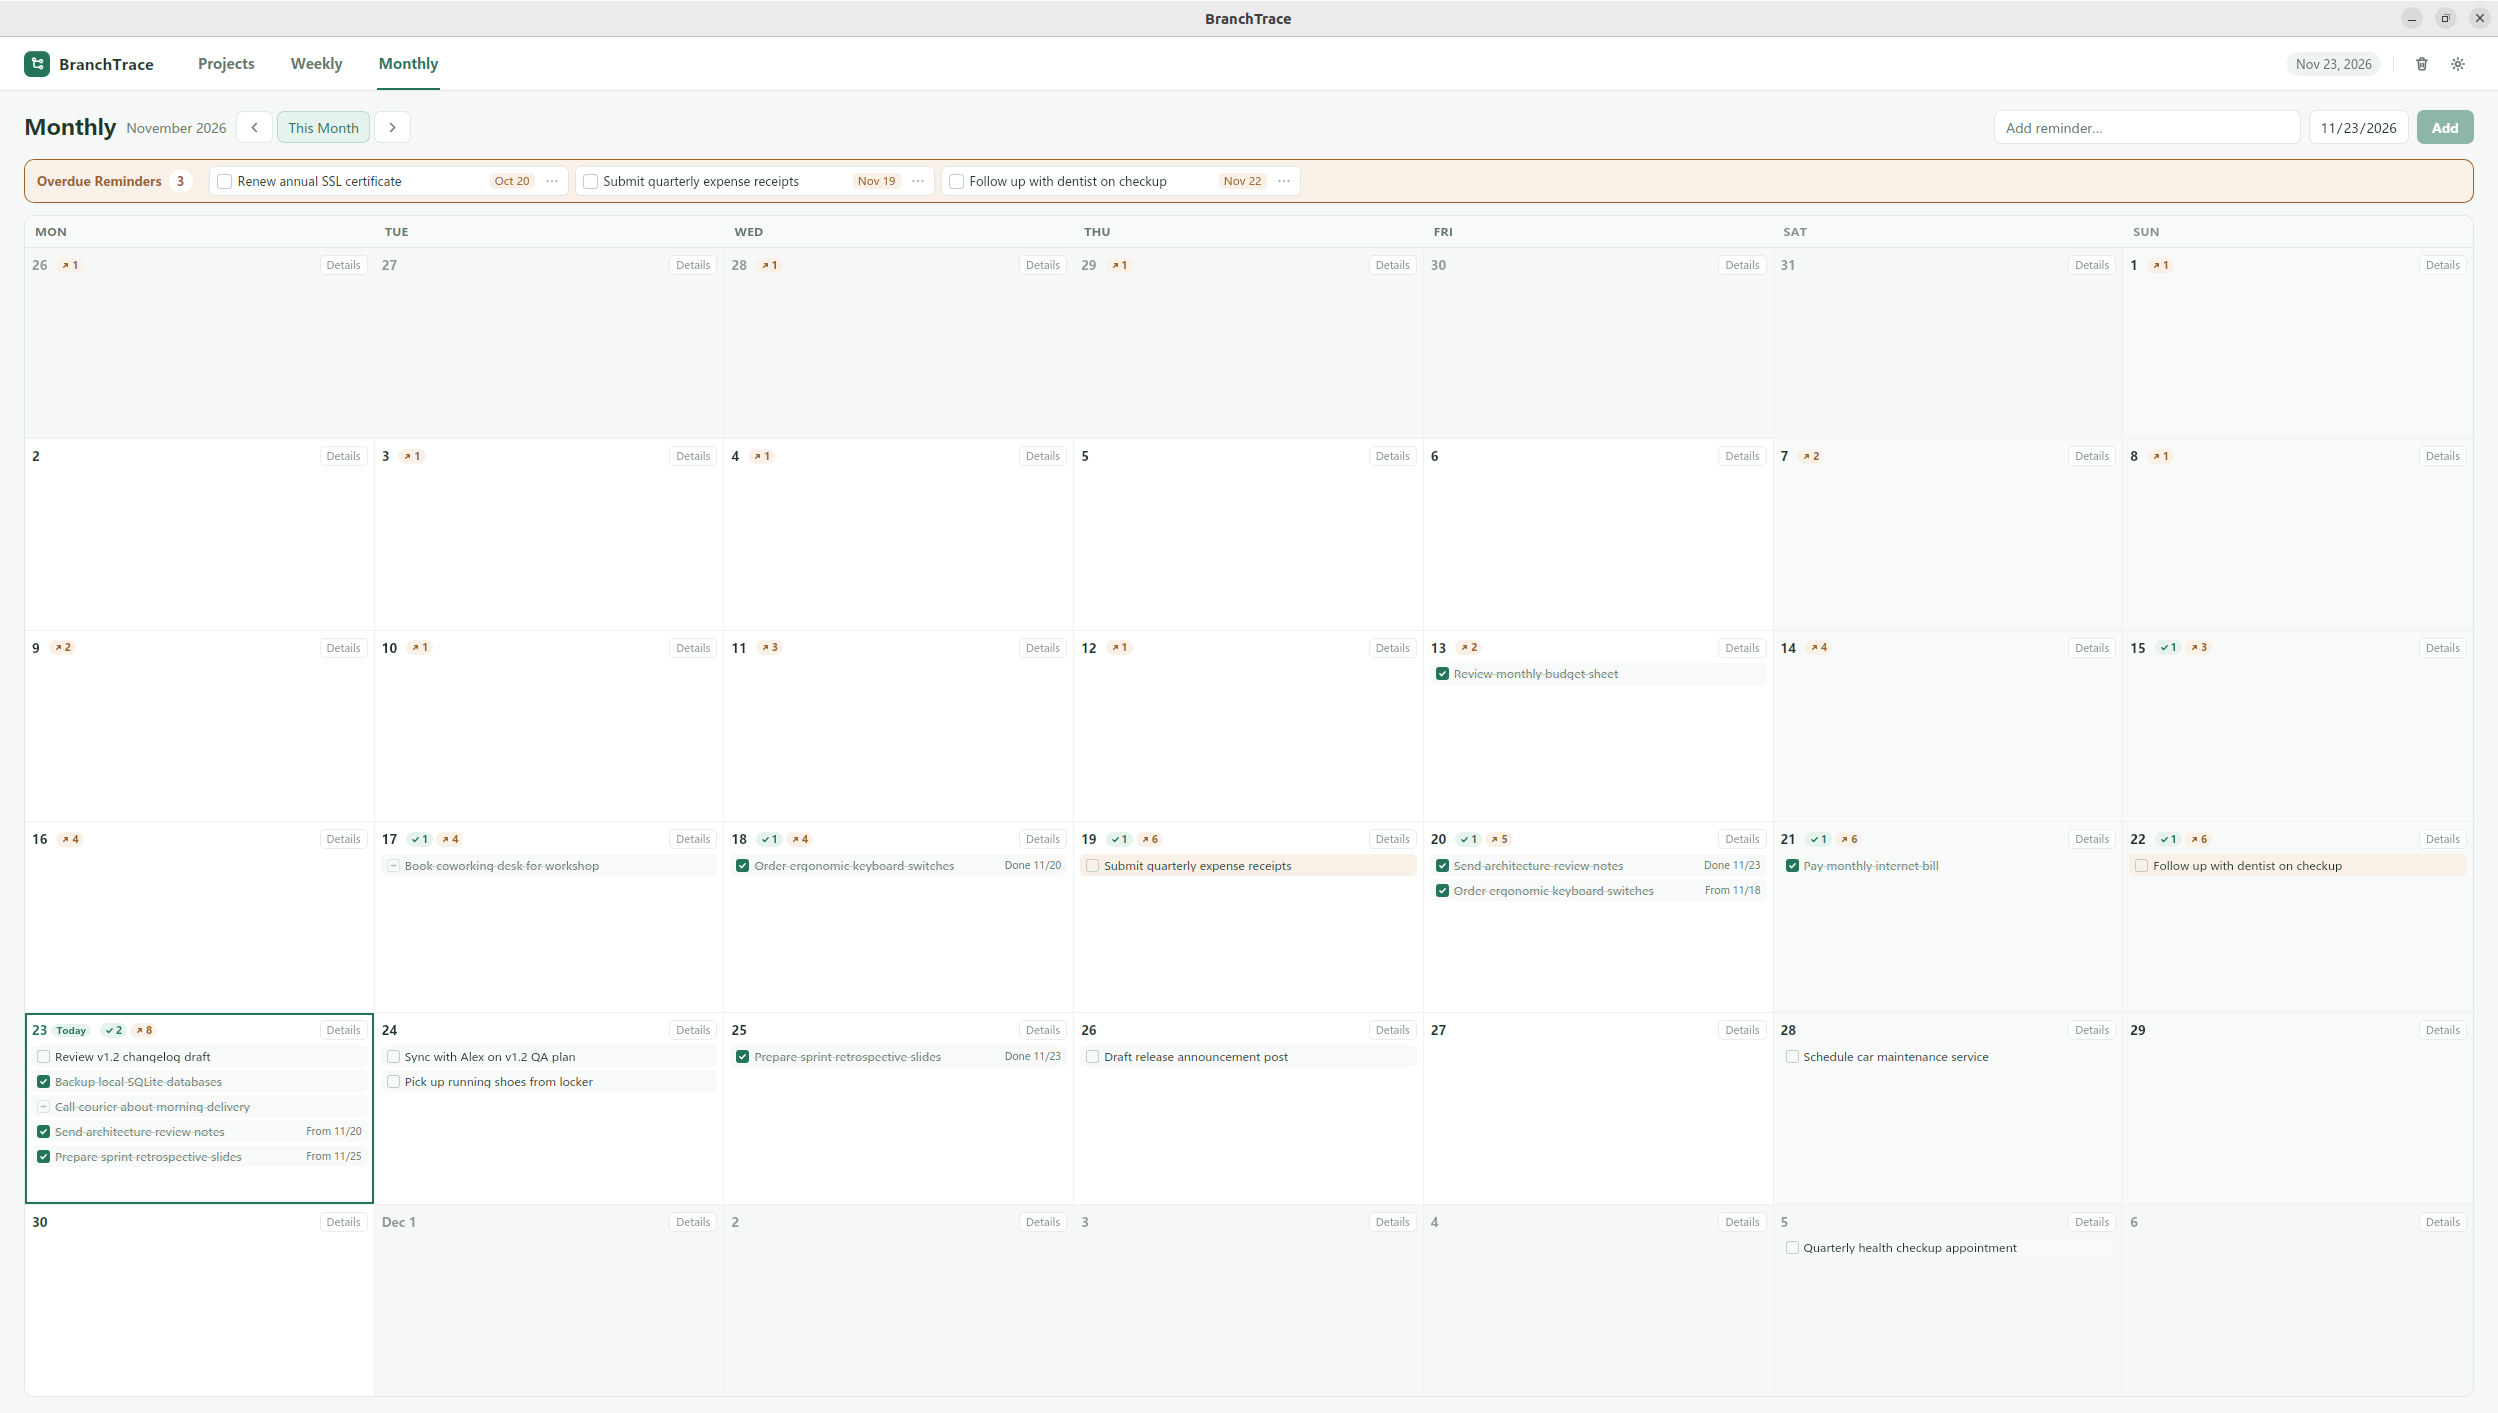 BranchTrace
BranchTrace Projects Weekly Monthly Nov 23, 2026
Monthly November 2026 This Month Add reminder... 11/23/2026 Add
Overdue Reminders 3 Renew annual SSL certificate Oct 20 Submit quarterly expense receipts Nov 19 Follow up with dentist on checkup Nov 22
MON TUE WED THU FRI SAT SUN
26 1 Details 27 Details 28 1 Details 29 1 Details 30 Details 31 Details 1 1 Details
2 Details 3 1 Details 4 1 Details 5 Details 6 Details 7 2 Details 8 1 Details
9 2 Details 10 1 Details 11 3 Details 12 1 Details 13 2 Details 14 4 Details 15 1 3 Details
Review monthly budget sheet
16 4 Details 17 1 4 Details 18 1 4 Details 19 1 6 Details 20 1 5 Details 21 1 6 Details 22 1 6 Details
Book coworking desk for workshop Order ergonomic keyboard switches Done 11/20 Submit quarterly expense receipts Send architecture review notes Done 11/23 Pay monthly internet bill Follow up with dentist on checkup
Order ergonomic keyboard switches From 11/18
23 Today 2 8 Details 24 Details 25 Details 26 Details 27 Details 28 Details 29 Details
Review v1.2 changelog draft Sync with Alex on v1.2 QA plan Prepare sprint retrospective slides Done 11/23 Draft release announcement post Schedule car maintenance service
Backup local SQLite databases Pick up running shoes from locker
Call courier about morning delivery
Send architecture review notes From 11/20
Prepare sprint retrospective slides From 11/25
30 Details Dec 1 Details 2 Details 3 Details 4 Details 5 Details 6 Details
Quarterly health checkup appointment